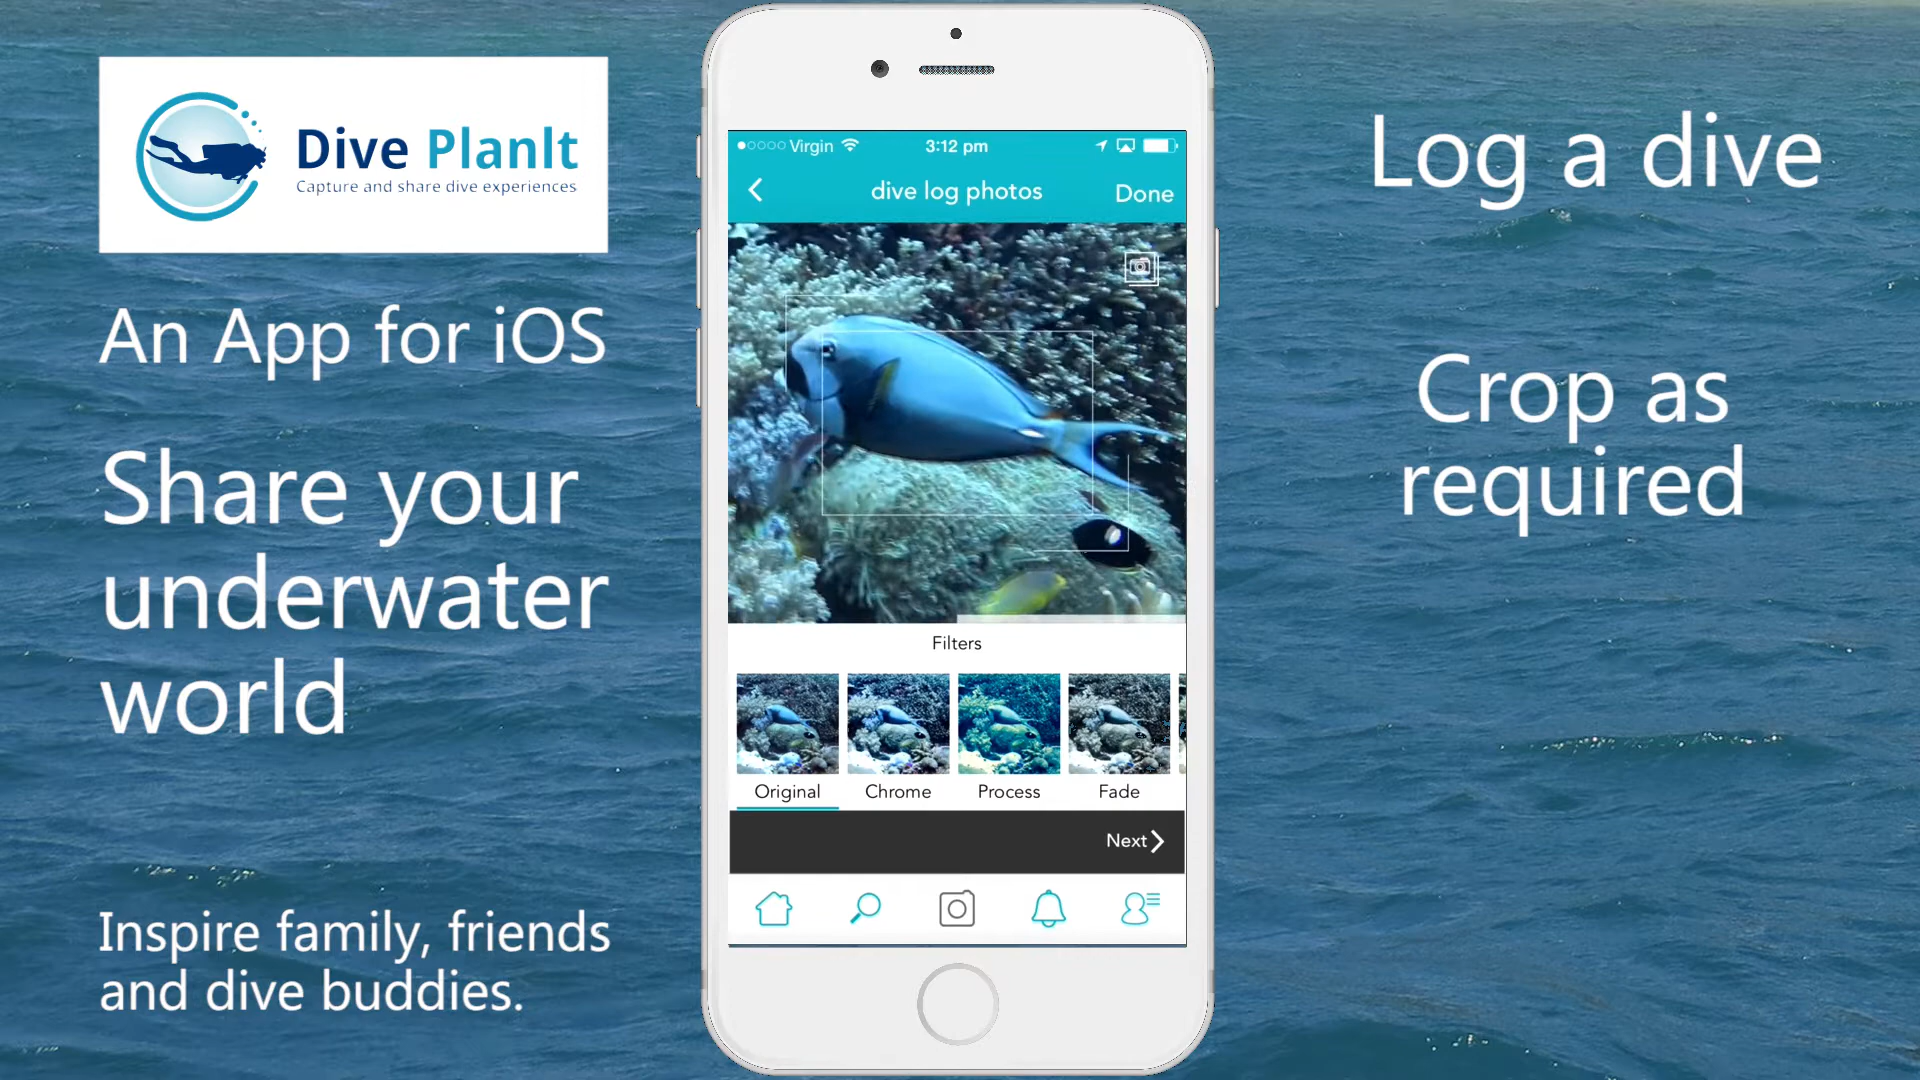 Dive PlanIt
Capture and share dive experiences
An App for iOS
Share your
underwater
world
Inspire family, friends
and dive buddies.
Virgin
3:12 pm
dive log photos
Done
Filters
Original
Chrome
Process
Fade
Next
Log a dive
Crop as
required